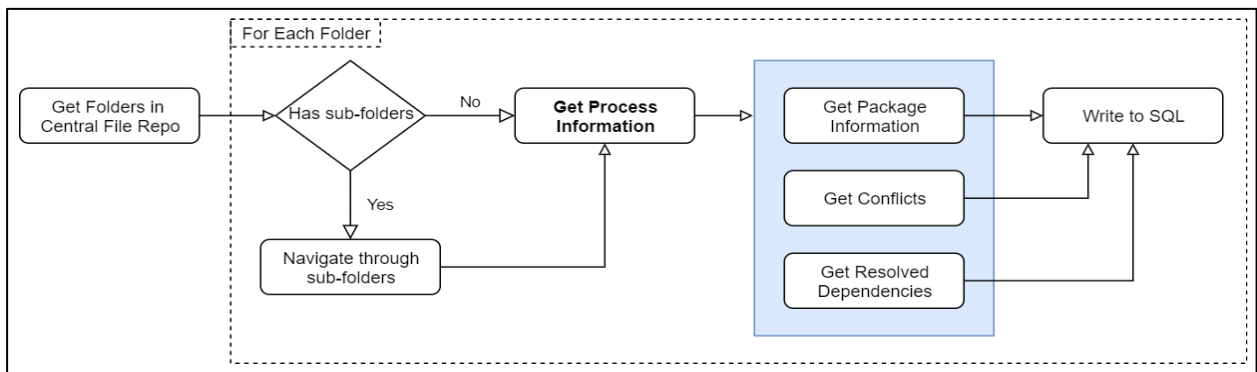 For Each Folder
Get Folders in
Central File Repo
Has sub-folders
No
Yes
Navigate through
sub-folders
Get Process
Information
Get Package
Information
Get Conflicts
Get Resolved
Dependencies
Write to SQL